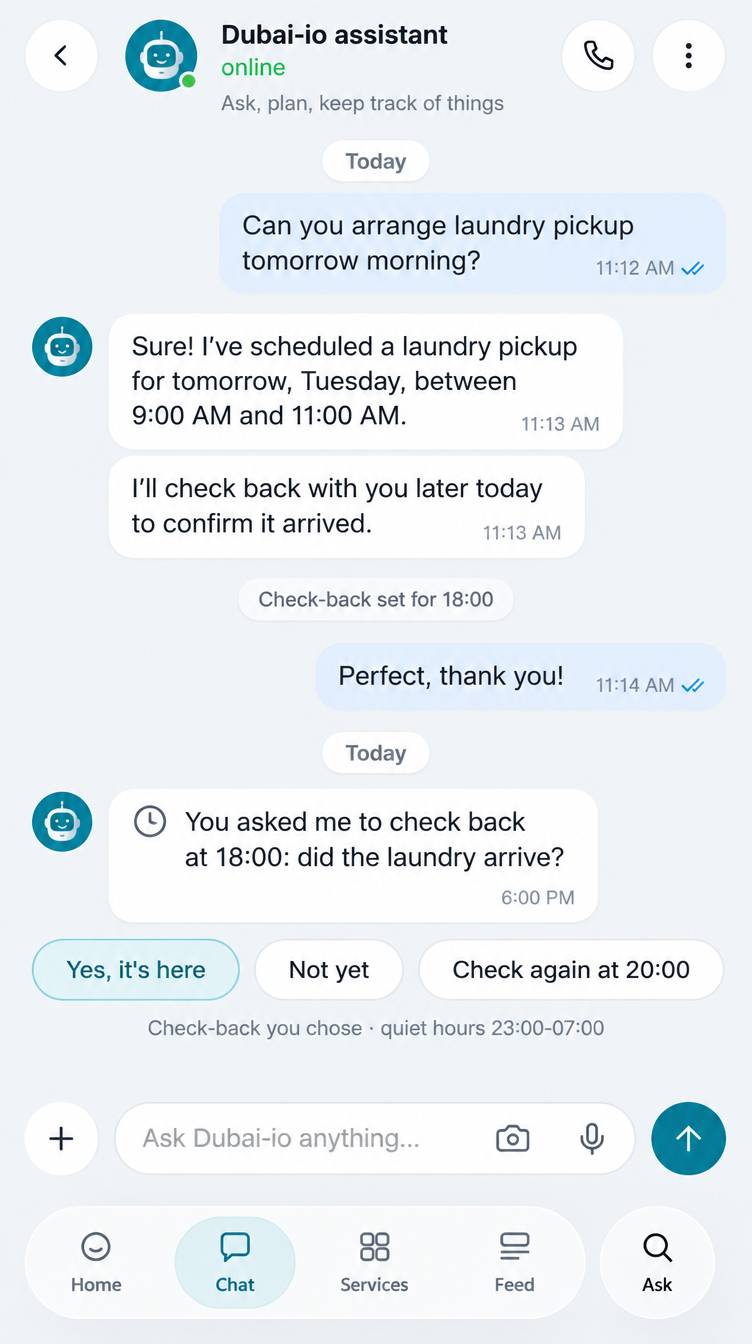 Dubai-io assistant
online
Ask, plan, keep track of things
Today
Can you arrange laundry pickup
tomorrow morning?
11:12 AM
Sure! I’ve scheduled a laundry pickup
for tomorrow, Tuesday, between
9:00 AM and 11:00 AM.
11:13 AM
I’ll check back with you later today
to confirm it arrived.
11:13 AM
Check-back set for 18:00
Perfect, thank you!
11:14 AM
Today
You asked me to check back
at 18:00: did the laundry arrive?
6:00 PM
Yes, it's here
Not yet
Check again at 20:00
Check-back you chose · quiet hours 23:00-07:00
Ask Dubai-io anything...
Home
Chat
Services
Feed
Ask